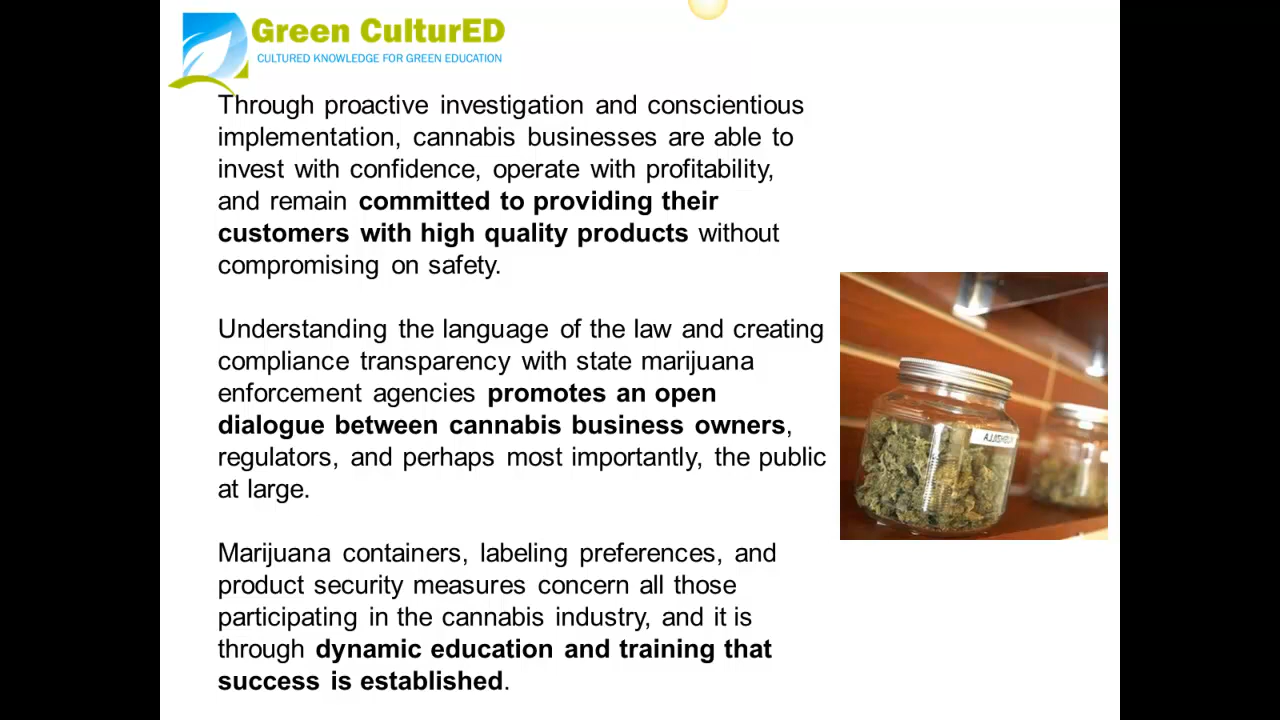 Green CulturED
CULTURED KNOWLEDGE FOR GREEN EDUCATION
Through proactive investigation and conscientious
implementation, cannabis businesses are able to
invest with confidence, operate with profitability,
and remain committed to providing their
customers with high quality products without
compromising on safety.
Understanding the language of the law and creating
compliance transparency with state marijuana
enforcement agencies promotes an open
dialogue between cannabis business owners,
regulators, and perhaps most importantly, the public
at large.
Marijuana containers, labeling preferences, and
product security measures concern all those
participating in the cannabis industry, and it is
through dynamic education and training that
success is established.